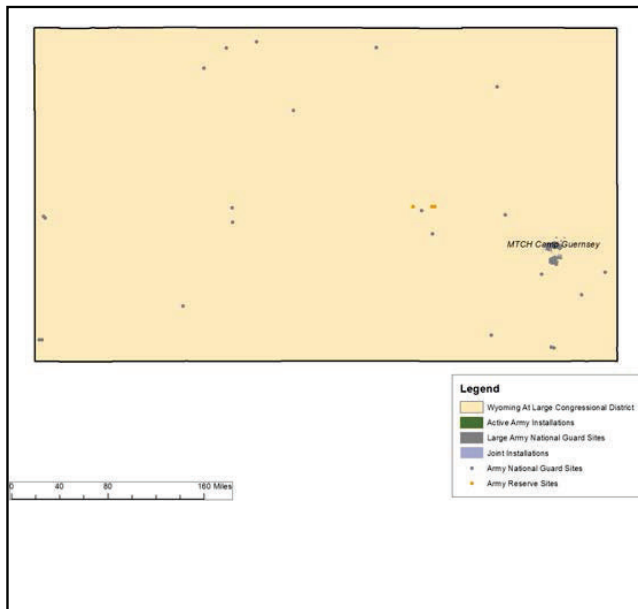 MTCH Camp Guernsey
Legend
Wyoming At Large Congressional District
Active Army Installations
Large Army National Guard Sites
Joint Installations
Army National Guard Sites
Army Reserve Sites
0 40 80 160 Miles